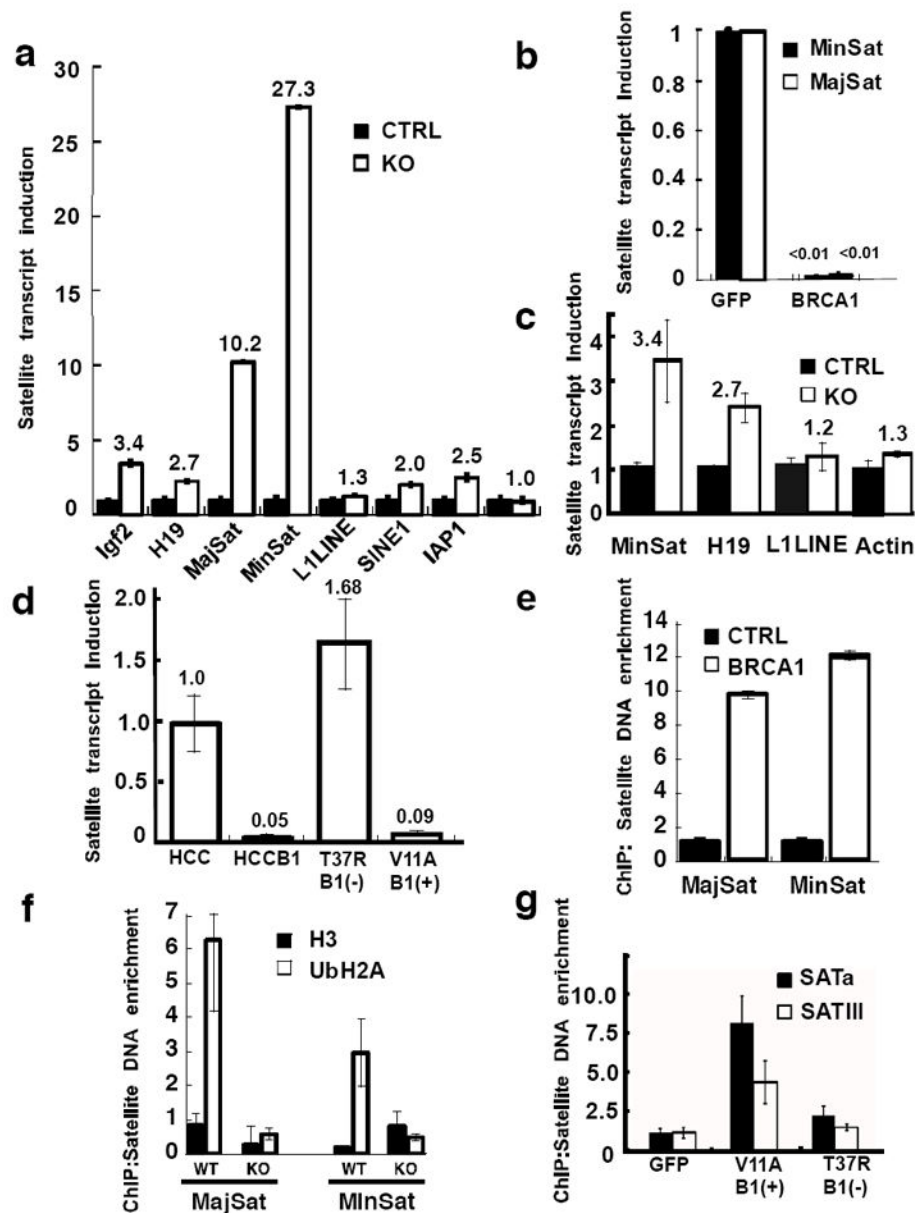 a
Satellite transcript induction
30
25
20
15
10
5
0
3.4
2.7
10.2
27.3
1.3
2.0
2.5
1.0
CTRL
KO
Igf2
H19
MajSat
MinSat
L1LINE
SINE1
IAP1
b
Satellite transcript Induction
1
0.8
0.6
0.4
0.2
0
MinSat
MajSat
<0.01 <0.01
GFP
BRCA1
c
Satellite transcript Induction
4
3
2
1
0
3.4
2.7
1.2
1.3
CTRL
KO
MinSat
H19
L1LINE
Actin
d
Satellite transcript Induction
2.0
1.5
1.0
0.5
0
1.0
0.05
1.68
0.09
HCC
HCCB1
T37R
B1(-)
V11A
B1(+)
e
ChIP: Satellite DNA enrichment
14
12
10
8
6
4
2
0
CTRL
BRCA1
MajSat
MinSat
f
ChIP:Satellite DNA enrichment
7
6
5
4
3
2
1
0
H3
UbH2A
WT
KO
WT
KO
MajSat
MInSat
g
ChIP:Satellite DNA enrichment
10.0
7.5
5.0
2.5
0
SATa
SATIII
GFP
V11A
B1(+)
T37R
B1(-)